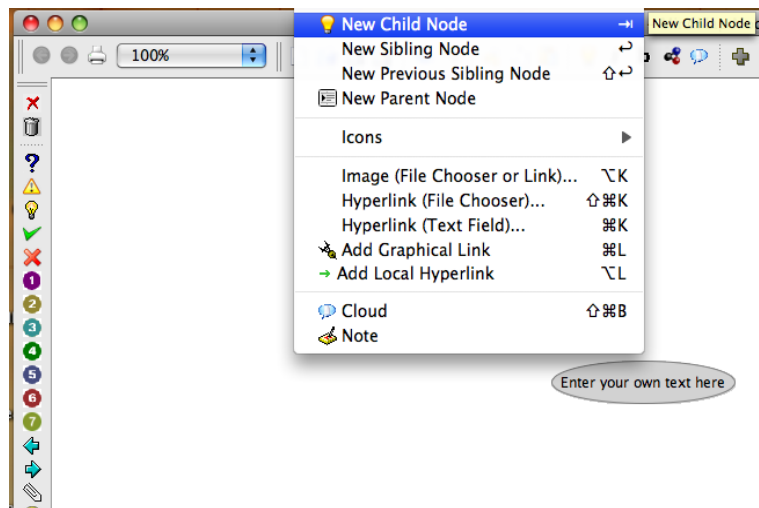 New Child Node
New Child Node
100%
New Sibling Node
New Previous Sibling Node
New Parent Node
Icons
Image (File Chooser or Link)... ⌥K
Hyperlink (File Chooser)... ⇧⌘K
Hyperlink (Text Field)... ⌘K
Add Graphical Link ⌘L
Add Local Hyperlink ⌥L
Cloud ⇧⌘B
Note
Enter your own text here
?
1
2
3
4
5
6
7